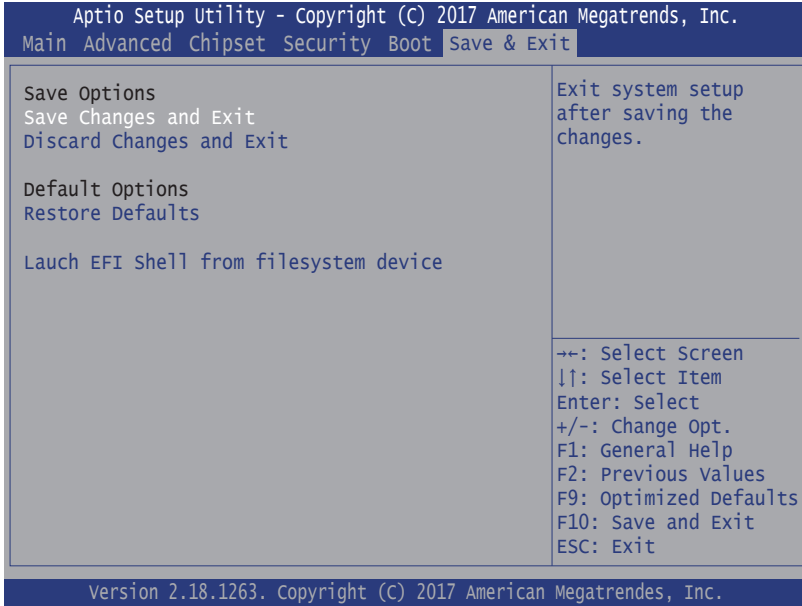 Aptio Setup Utility - Copyright (C) 2017 American Megatrends, Inc.
Main Advanced Chipset Security Boot Save & Exit
Save Options
Save Changes and Exit
Discard Changes and Exit
Default Options
Restore Defaults
Lauch EFI Shell from filesystem device
Exit system setup
after saving the
changes.
→←: Select Screen
↓↑: Select Item
Enter: Select
+/-: Change Opt.
F1: General Help
F2: Previous Values
F9: Optimized Defaults
F10: Save and Exit
ESC: Exit
Version 2.18.1263. Copyright (C) 2017 American Megatrendes, Inc.